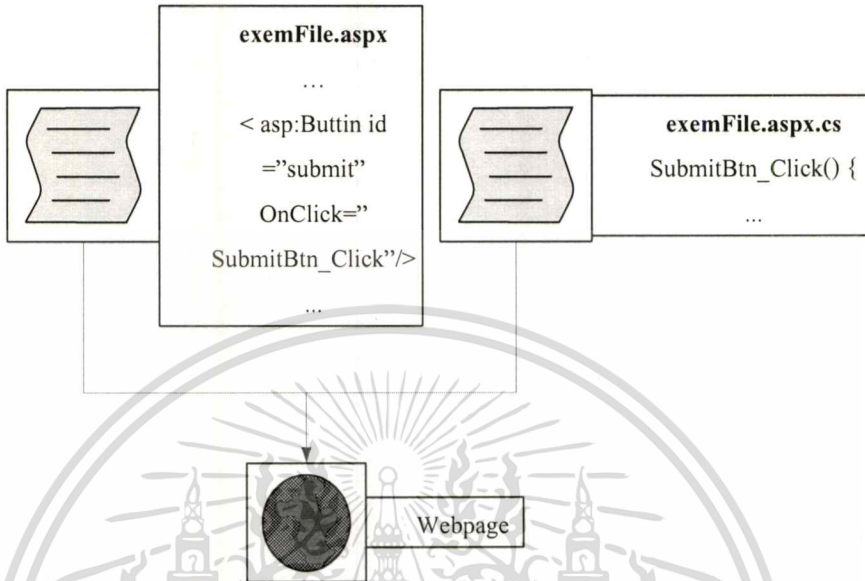 exemFile.aspx
...
< asp:Buttin id
=”submit”
OnClick=”
SubmitBtn_Click”/>
...
exemFile.aspx.cs
SubmitBtn_Click() {
...
Webpage